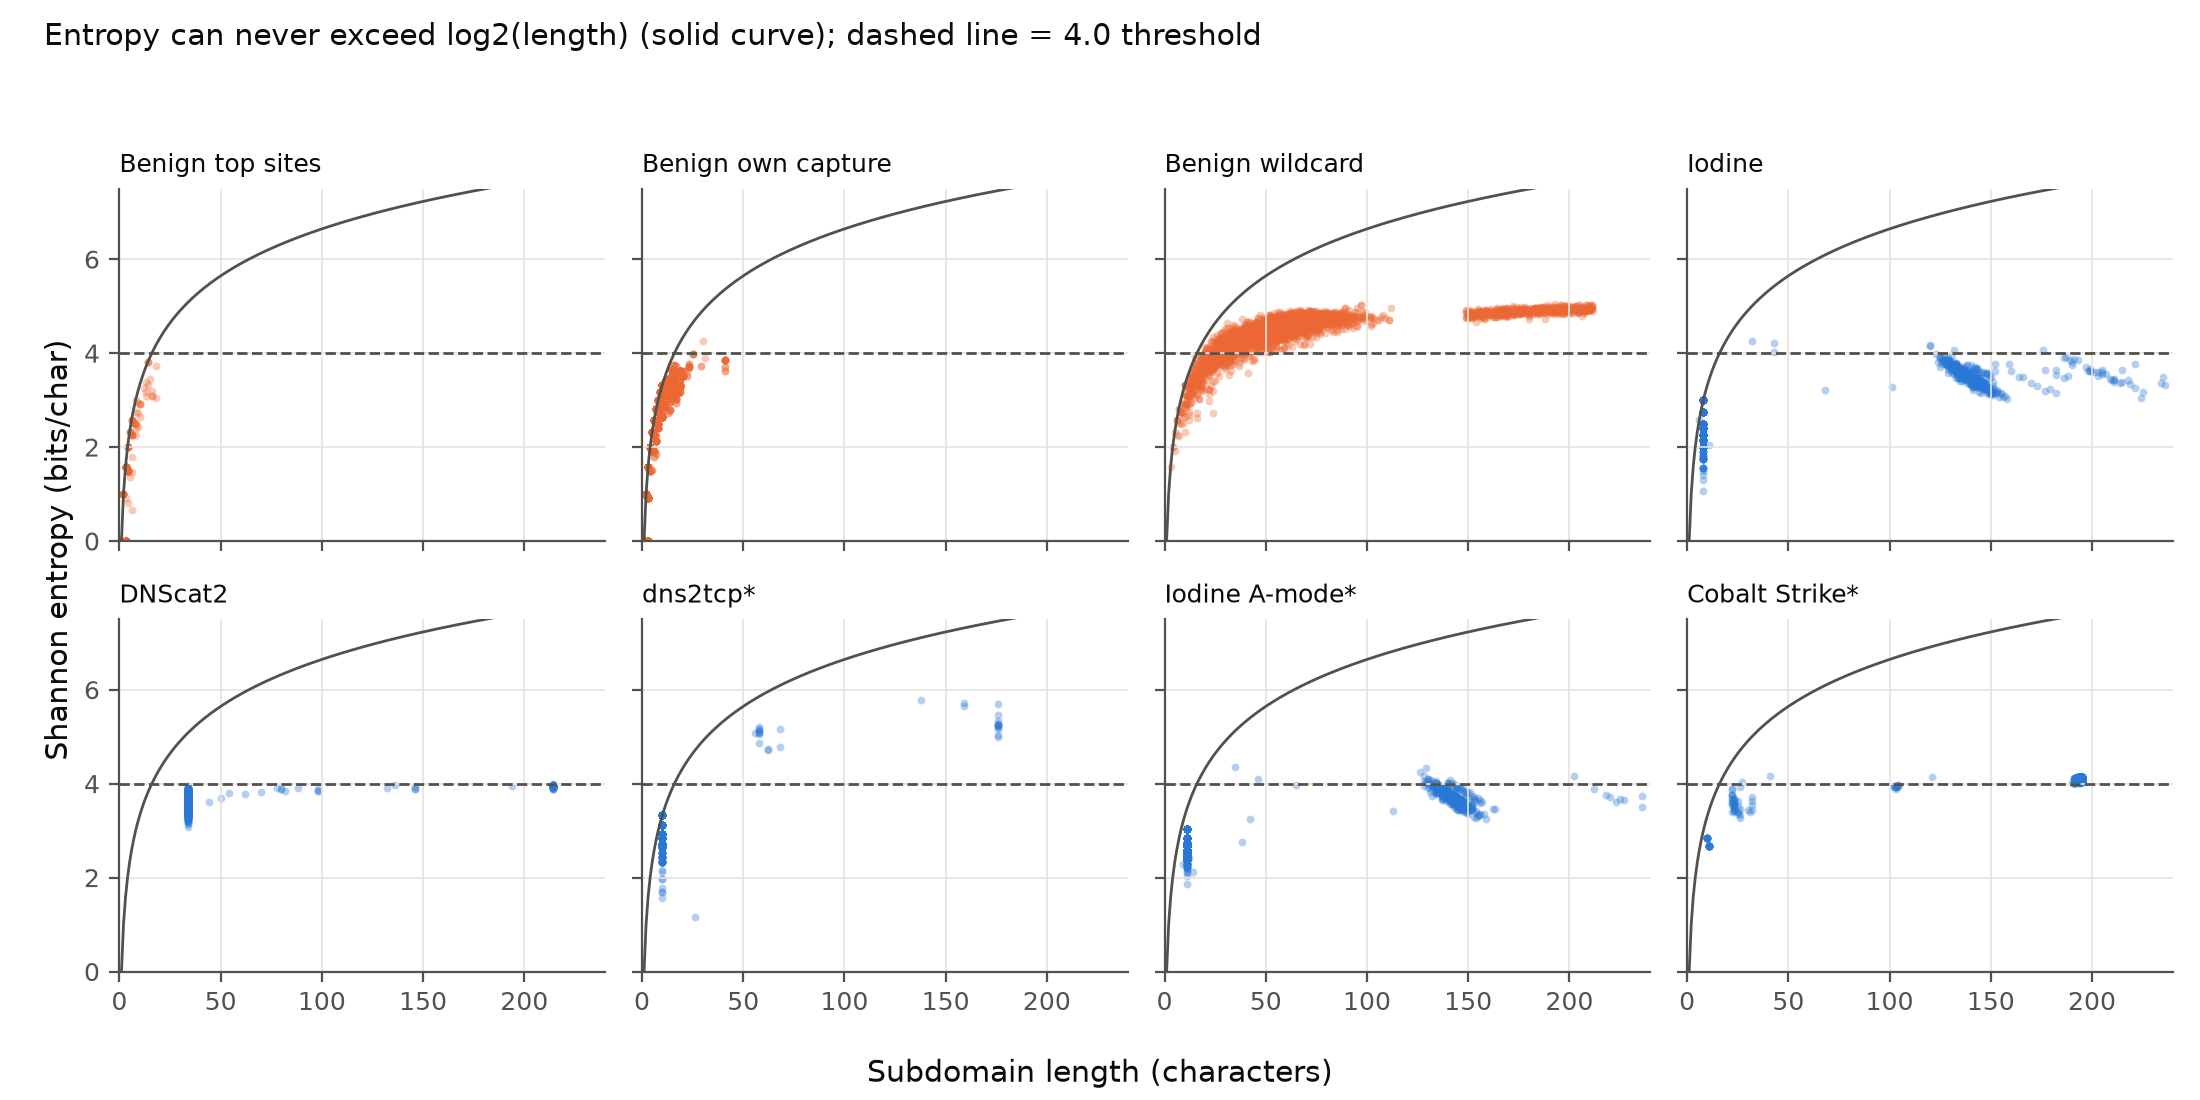 Entropy can never exceed log2(length) (solid curve); dashed line = 4.0 threshold
Benign top sites
Benign own capture
Benign wildcard
Iodine
6
4
2
0
DNScat2
dns2tcp*
Iodine A-mode*
Cobalt Strike*
6
4
2
0
0 50 100 150 200
0 50 100 150 200
0 50 100 150 200
0 50 100 150 200
Shannon entropy (bits/char)
Subdomain length (characters)